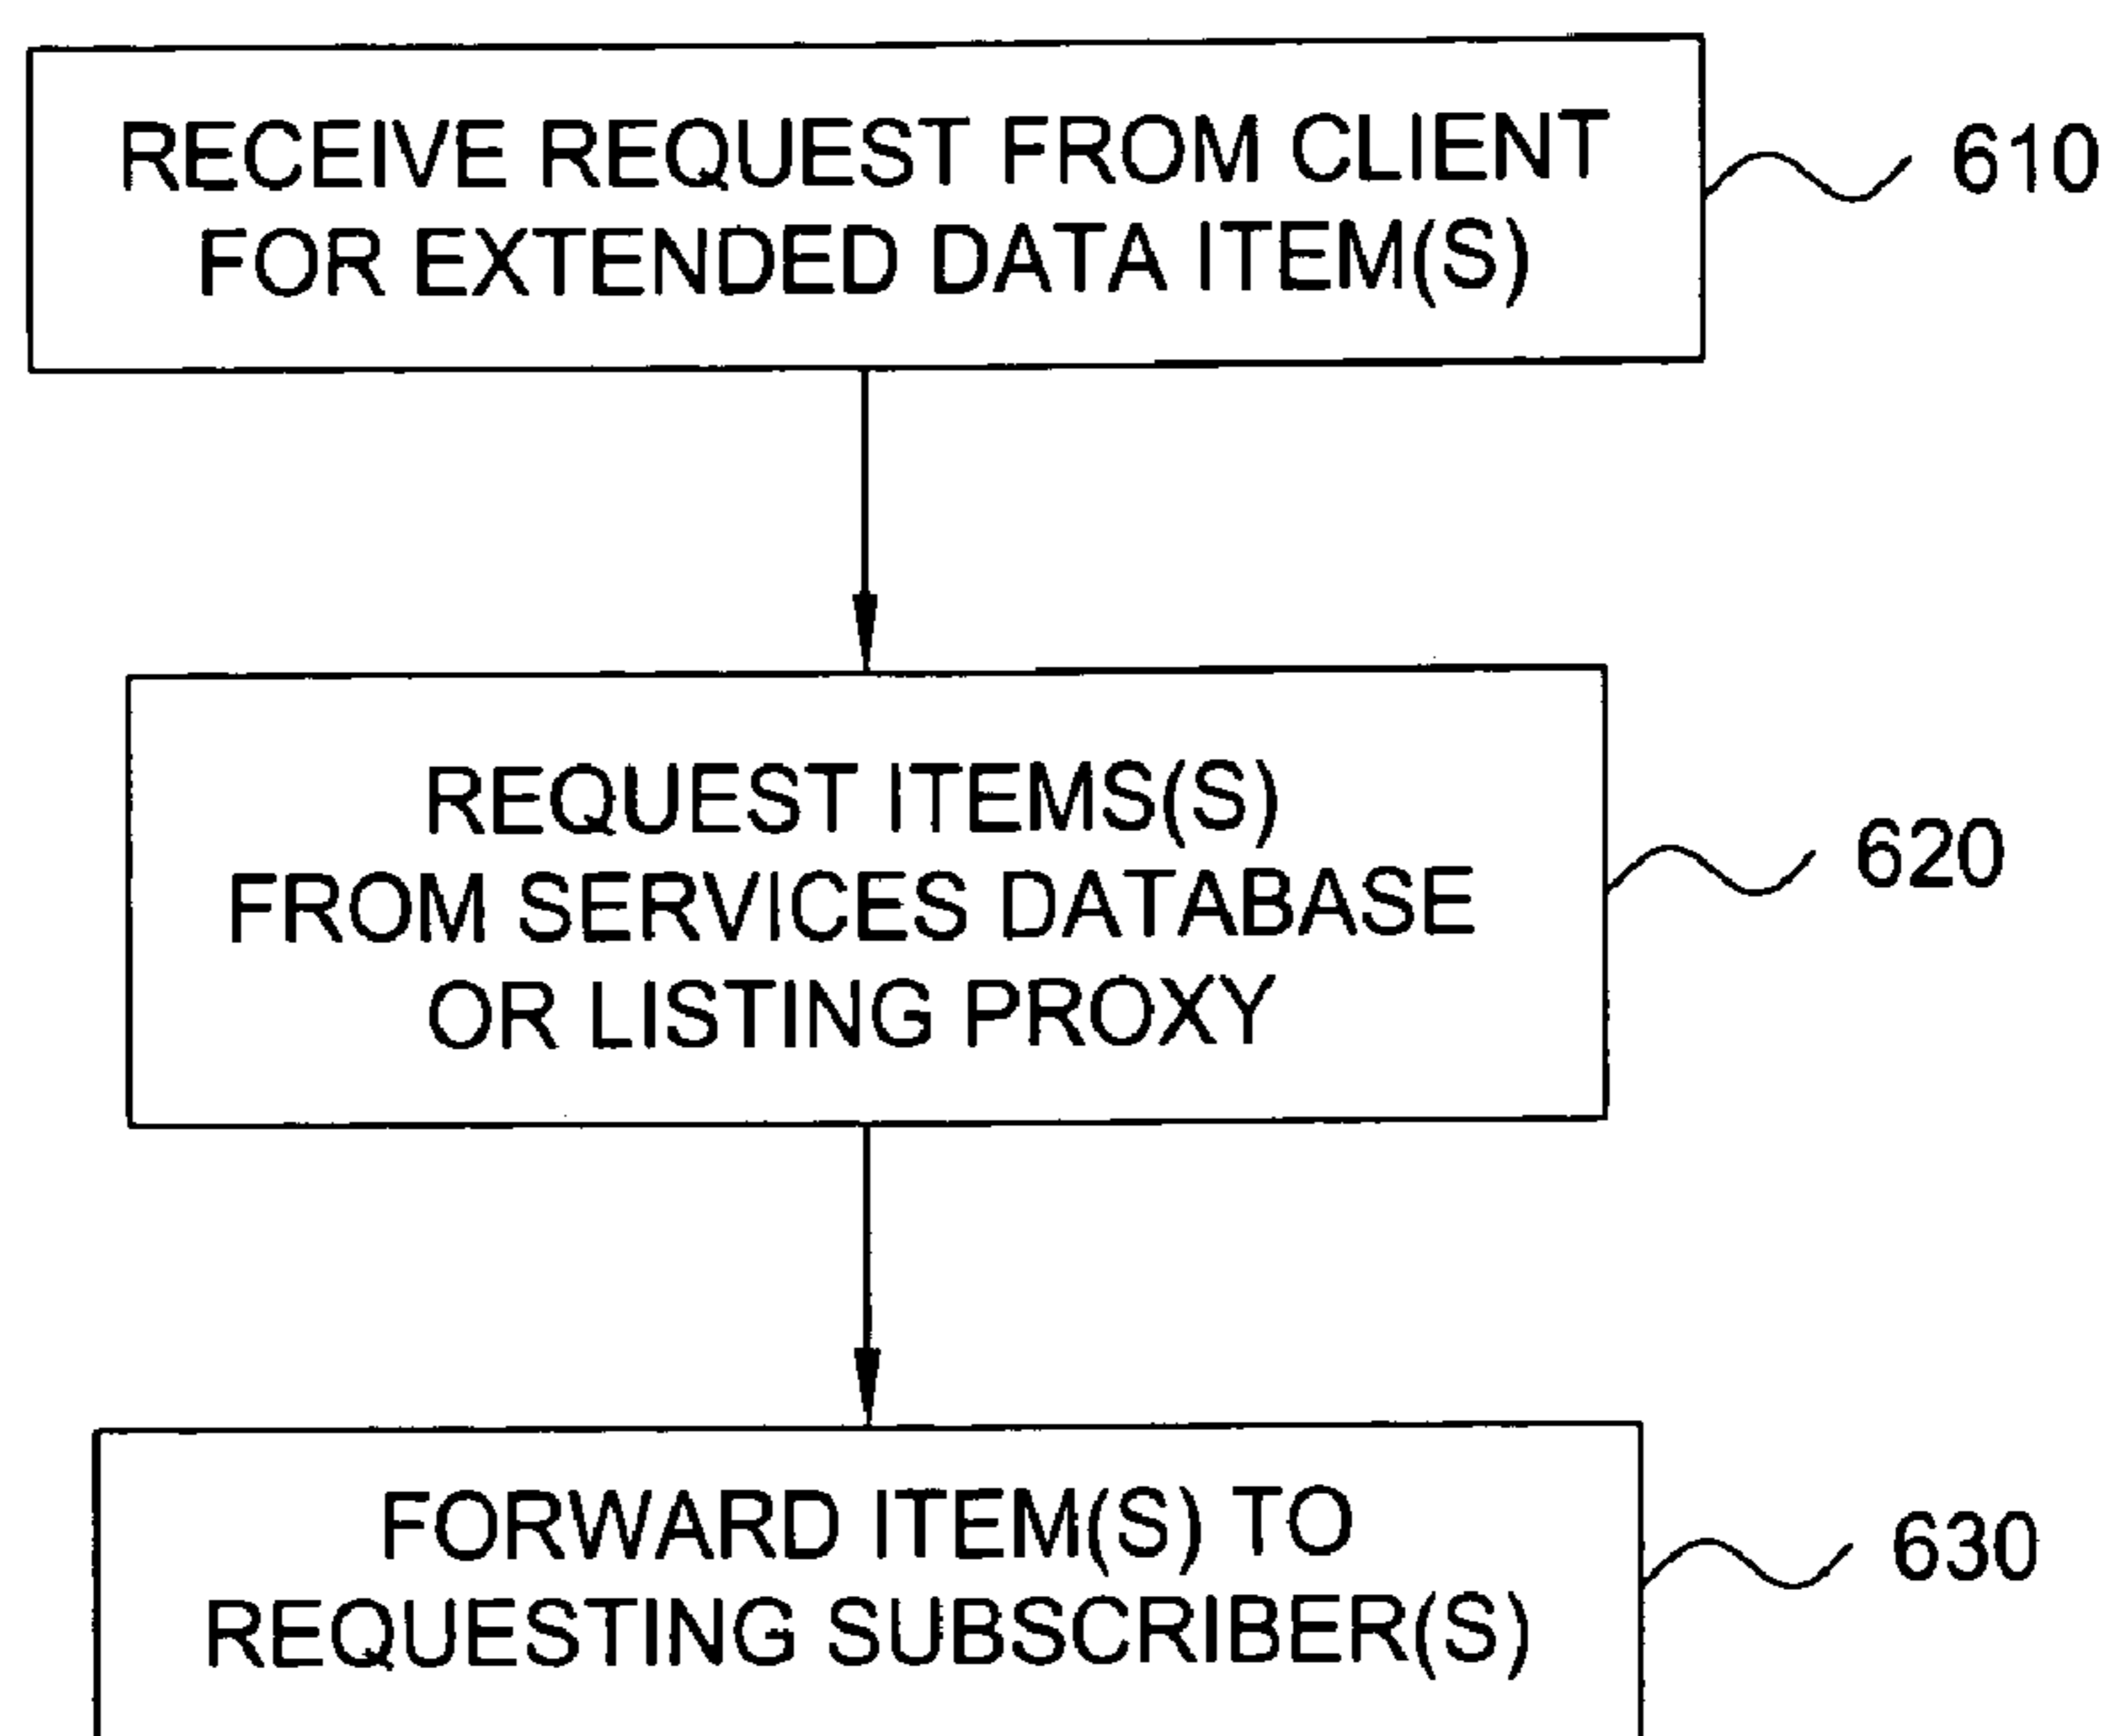 RECEIVE REQUEST FROM CLIENT
FOR EXTENDED DATA ITEM(S)
610
REQUEST ITEMS(S)
FROM SERVICES DATABASE
OR LISTING PROXY
620
FORWARD ITEM(S) TO
REQUESTING SUBSCRIBER(S)
630